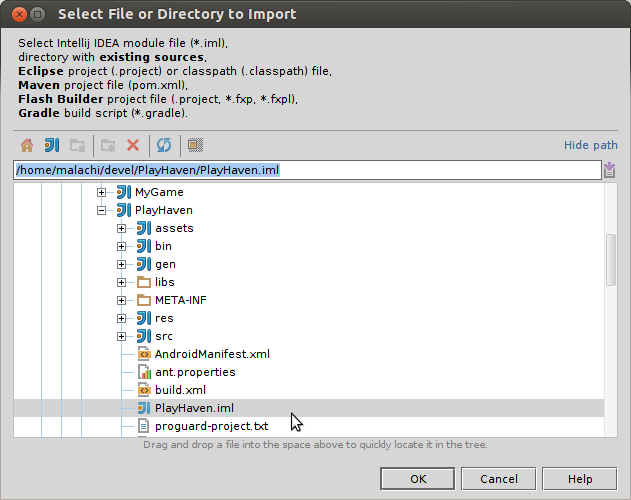 Select File or Directory to Import
Select Intellij IDEA module file (*.iml),
directory with existing sources,
Eclipse project (.project) or classpath (.classpath) file,
Maven project file (pom.xml),
Flash Builder project file (.project, *.fxp, *.fxpl),
Gradle build script (*.gradle).
Hide path
/home/malachi/devel/PlayHaven/PlayHaven.iml
MyGame
PlayHaven
assets
bin
gen
libs
META-INF
res
src
AndroidManifest.xml
ant.properties
build.xml
PlayHaven.iml
proguard-project.txt
Drag and drop a file into the space above to quickly locate it in the tree.
OK Cancel Help